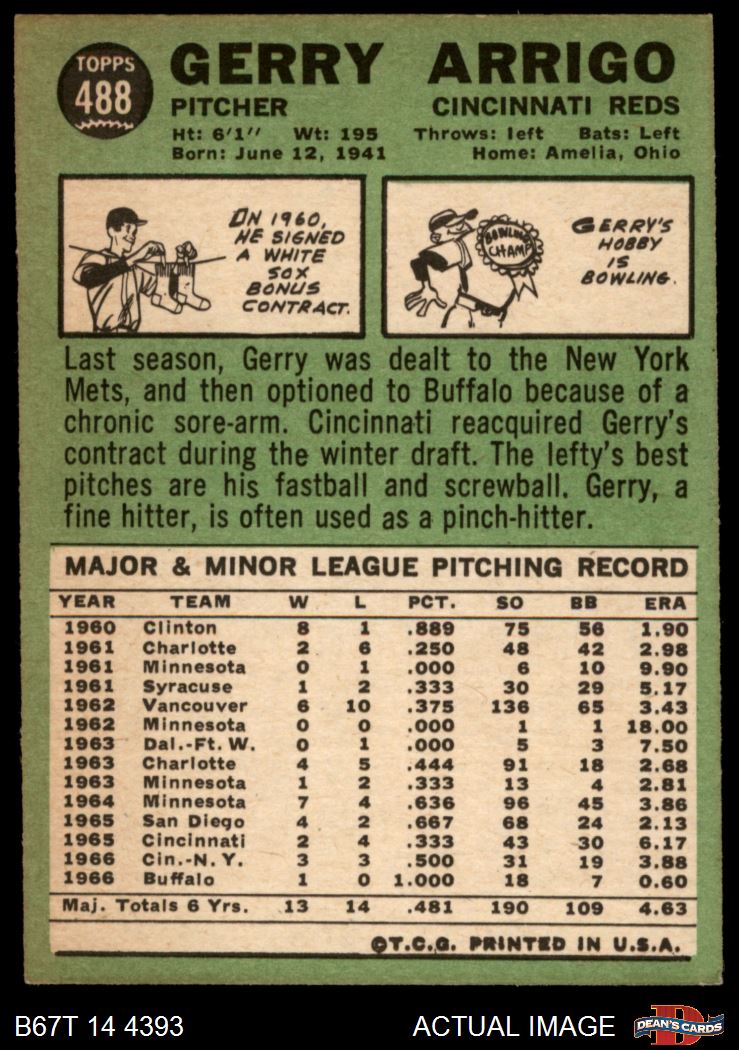 TOPPS
488
GERRY ARRIGO
PITCHER CINCINNATI REDS
Ht: 6'1" Wt: 195 Throws: left Bats: Left
Born: June 12, 1941 Home: Amelia, Ohio
ON 1960,
HE SIGNED
A WHITE
SOX
BONUS
CONTRACT.
BOWLING
CHAMP
GERRY'S
HOBBY
IS
BOWLING.
Last season, Gerry was dealt to the New York
Mets, and then optioned to Buffalo because of a
chronic sore-arm. Cincinnati reacquired Gerry's
contract during the winter draft. The lefty's best
pitches are his fastball and screwball. Gerry, a
fine hitter, is often used as a pinch-hitter.
MAJOR & MINOR LEAGUE PITCHING RECORD
YEAR TEAM W L PCT. SO BB ERA
1960 Clinton 8 1 .889 75 56 1.90
1961 Charlotte 2 6 .250 48 42 2.98
1961 Minnesota 0 1 .000 6 10 9.90
1961 Syracuse 1 2 .333 30 29 5.17
1962 Vancouver 6 10 .375 136 65 3.43
1962 Minnesota 0 0 .000 1 1 18.00
1963 Dal.-Ft. W. 0 1 .000 5 3 7.50
1963 Charlotte 4 5 .444 91 18 2.68
1963 Minnesota 1 2 .333 13 4 2.81
1964 Minnesota 7 4 .636 96 45 3.86
1965 San Diego 4 2 .667 68 24 2.13
1965 Cincinnati 2 4 .333 43 30 6.17
1966 Cin.-N.Y. 3 3 .500 31 19 3.88
1966 Buffalo 1 0 1.000 18 7 0.60
Maj. Totals 6 Yrs. 13 14 .481 190 109 4.63
©T.C.G. PRINTED IN U.S.A.
B67T 14 4393 ACTUAL IMAGE D DEAN'S CARDS